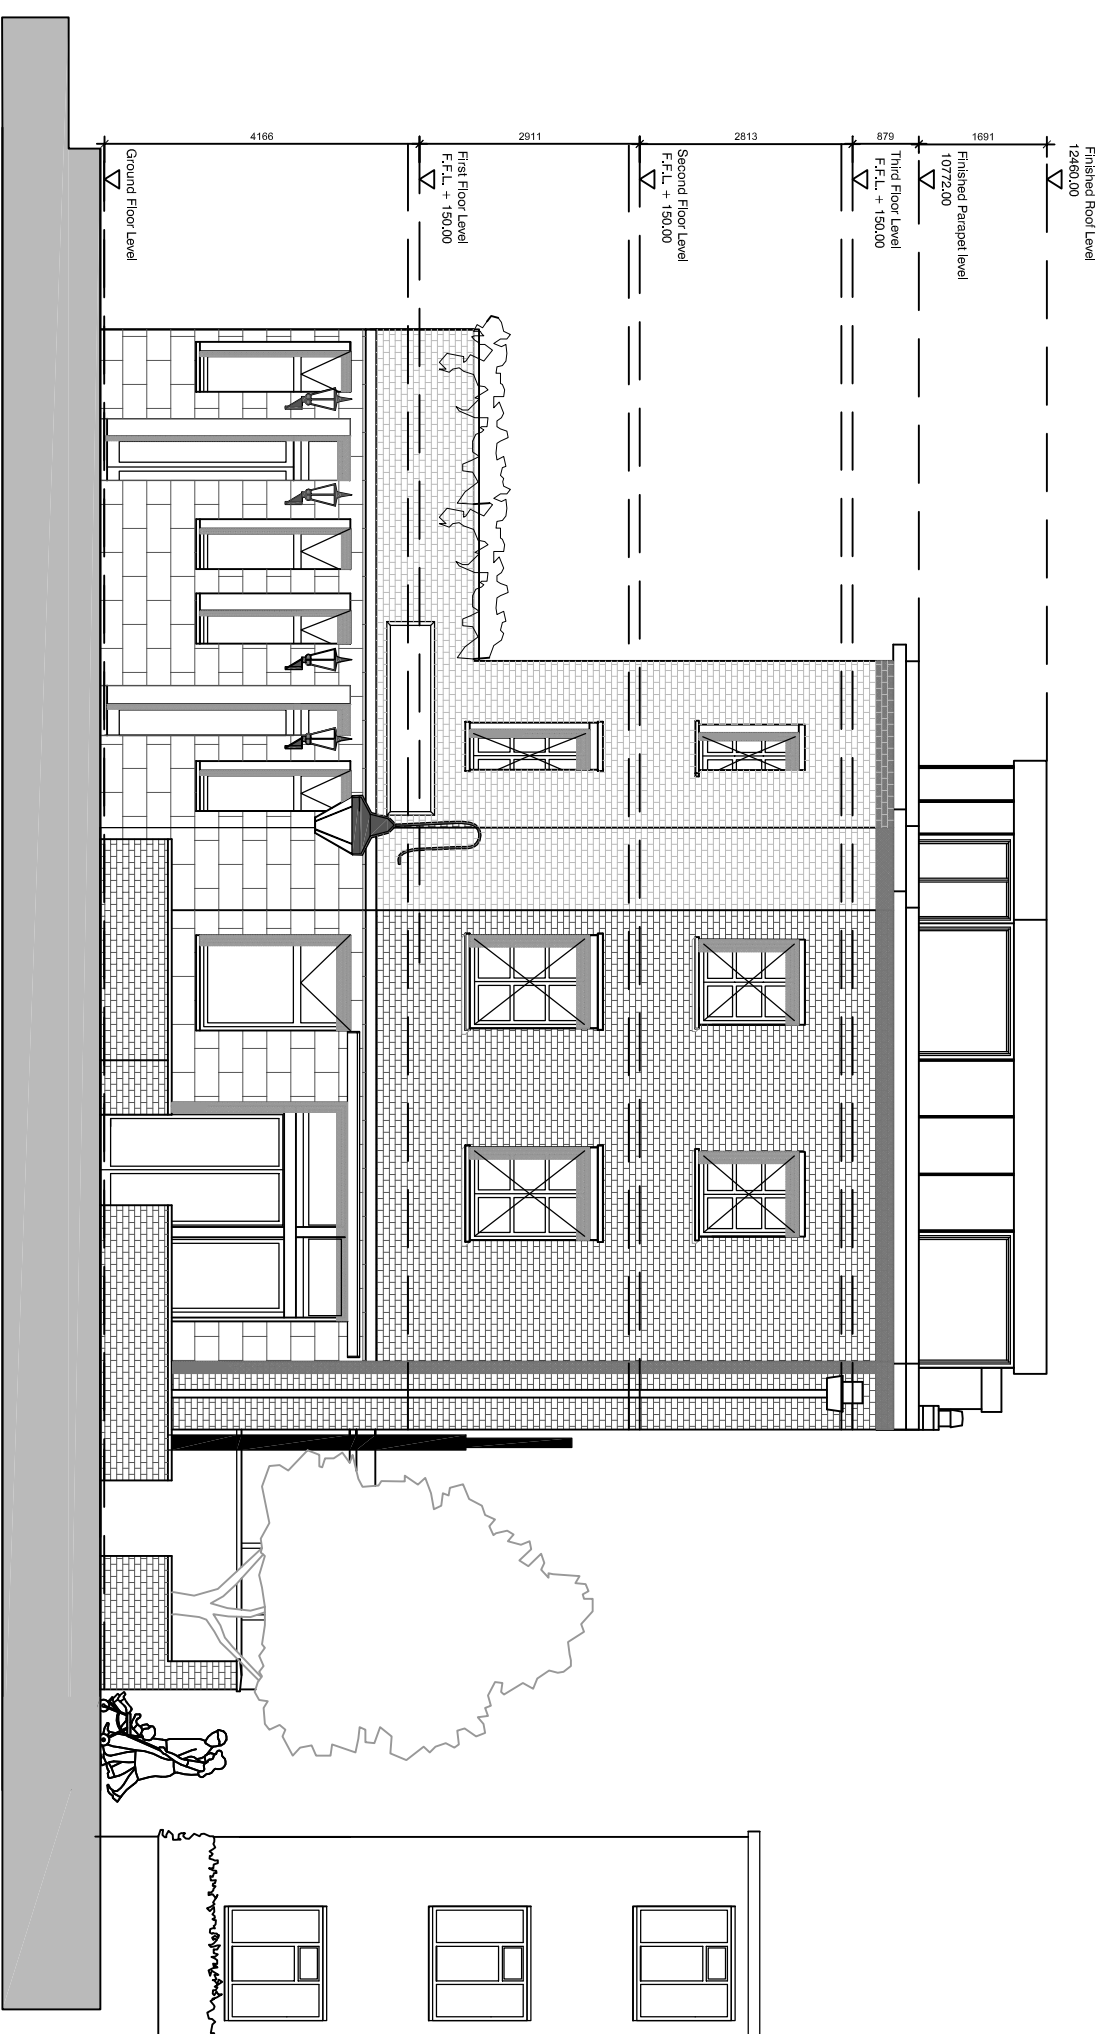 Finished Roof Level
12460.00
1691
Finished Parapet level
10772.00
879
Third Floor Level
F.F.L. + 150.00
2813
Second Floor Level
F.F.L. + 150.00
2911
First Floor Level
F.F.L. + 150.00
4166
Ground Floor Level